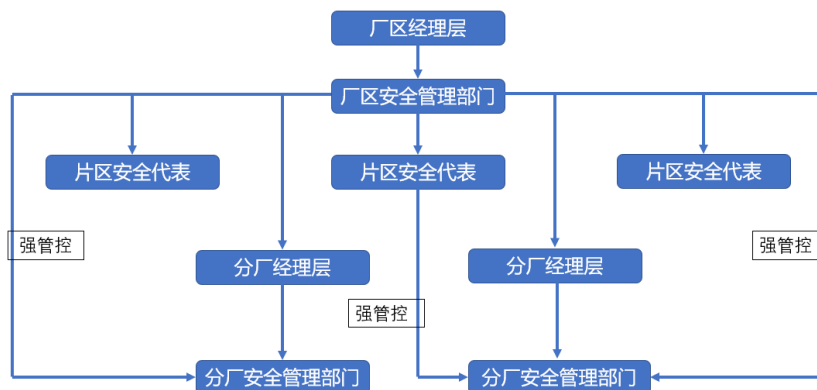 厂区经理层
厂区安全管理部门
片区安全代表
片区安全代表
片区安全代表
强管控
强管控
分厂经理层
分厂经理层
强管控
分厂安全管理部门
分厂安全管理部门